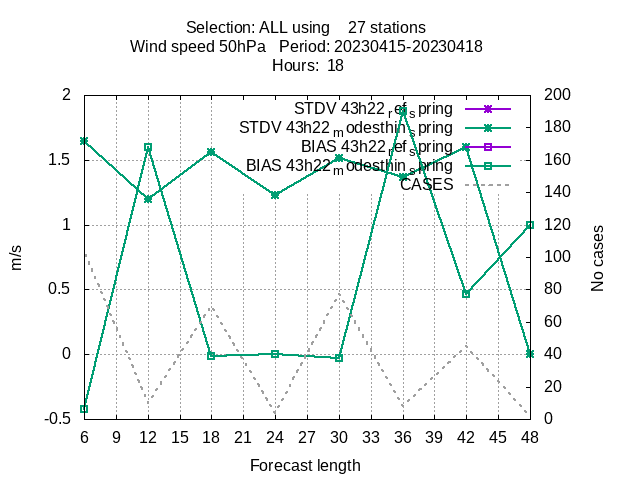 Selection: ALL using    27 stations
Wind speed 50hPa   Period: 20230415-20230418
Hours:  18
STDV 43h22_ref_spring
STDV 43h22_modesthin_spring
BIAS 43h22_ref_spring
BIAS 43h22_modesthin_spring
CASES
2
1.5
1
0.5
0
-0.5
m/s
200
180
160
140
120
100
80
60
40
20
0
No cases
6 9 12 15 18 21 24 27 30 33 36 39 42 45 48
Forecast length